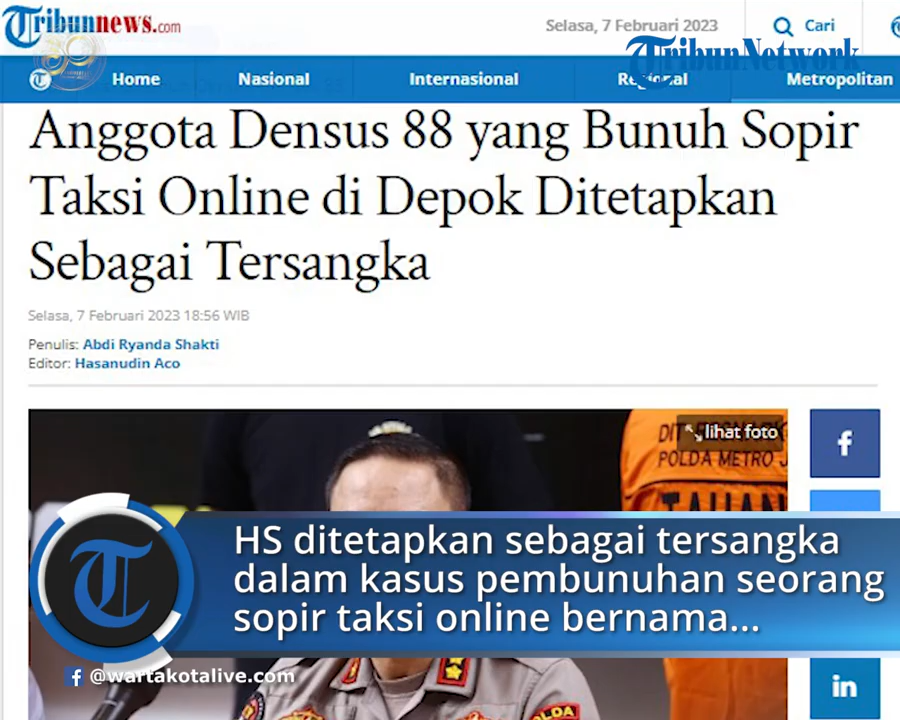 Tribunnews.com
Selasa, 7 Februari 2023
Cari
TribunNetwork
Home
Nasional
Internasional
Regional
Metropolitan
Anggota Densus 88 yang Bunuh Sopir
Taksi Online di Depok Ditetapkan
Sebagai Tersangka
Selasa, 7 Februari 2023 18:56 WIB
Penulis: Abdi Ryanda Shakti
Editor: Hasanudin Aco
lihat foto
POLDA METRO J
TAHAN
f
HS ditetapkan sebagai tersangka
dalam kasus pembunuhan seorang
sopir taksi online bernama...
T
f @wartakotalive.com
POLDA
in